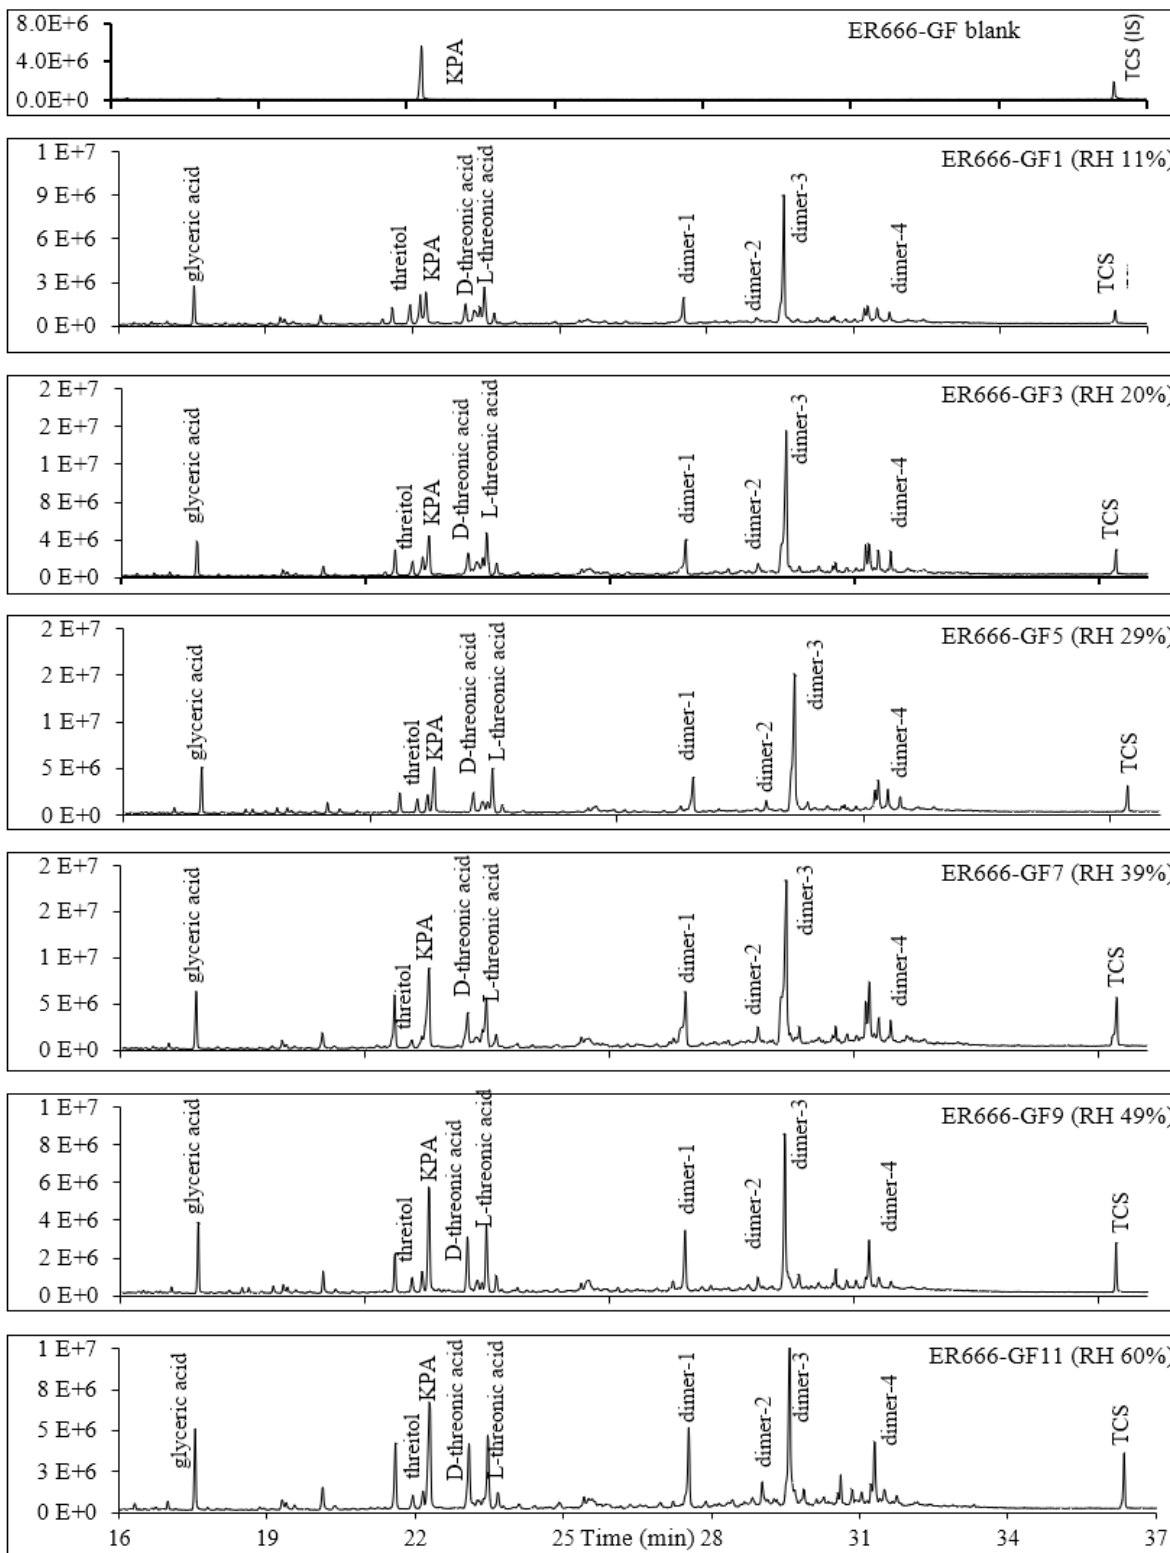 8.0E+6
4.0E+6
0.0E+0
ER666-GF blank
KPA
TCS (IS)
1 E+7
9 E+6
6 E+6
3 E+6
0 E+0
ER666-GF1 (RH 11%)
glyceric acid
threitol
KPA
D-threonic acid
L-threonic acid
dimer-1
dimer-2
dimer-3
dimer-4
TCS
2 E+7
2 E+7
1 E+7
8 E+6
4 E+6
0 E+0
ER666-GF3 (RH 20%)
glyceric acid
threitol
KPA
D-threonic acid
L-threonic acid
dimer-1
dimer-2
dimer-3
dimer-4
TCS
2 E+7
2 E+7
1 E+7
5 E+6
0 E+0
ER666-GF5 (RH 29%)
glyceric acid
threitol
KPA
D-threonic acid
L-threonic acid
dimer-1
dimer-2
dimer-3
dimer-4
TCS
2 E+7
2 E+7
1 E+7
5 E+6
0 E+0
ER666-GF7 (RH 39%)
glyceric acid
threitol
KPA
D-threonic acid
L-threonic acid
dimer-1
dimer-2
dimer-3
dimer-4
TCS
1 E+7
8 E+6
6 E+6
4 E+6
2 E+6
0 E+0
ER666-GF9 (RH 49%)
glyceric acid
threitol
KPA
D-threonic acid
L-threonic acid
dimer-1
dimer-2
dimer-3
dimer-4
TCS
1 E+7
8 E+6
5 E+6
3 E+6
0 E+0
ER666-GF11 (RH 60%)
glyceric acid
threitol
KPA
D-threonic acid
L-threonic acid
dimer-1
dimer-2
dimer-3
dimer-4
TCS
16 19 22 25 Time (min) 28 31 34 37